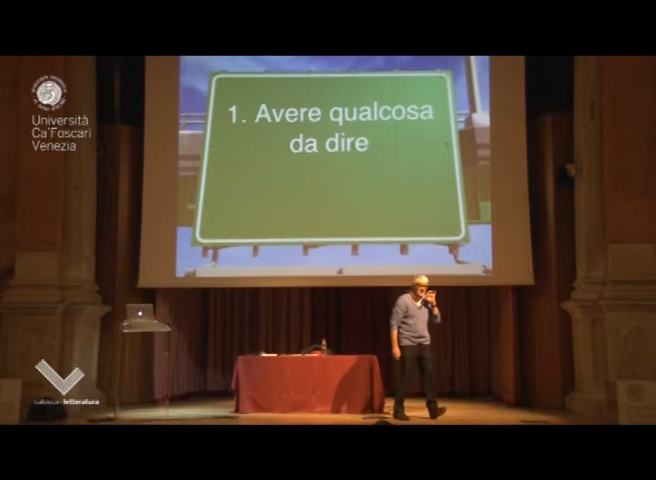 Università
Ca'Foscari
Venezia
1. Avere qualcosa
da dire
letteratura